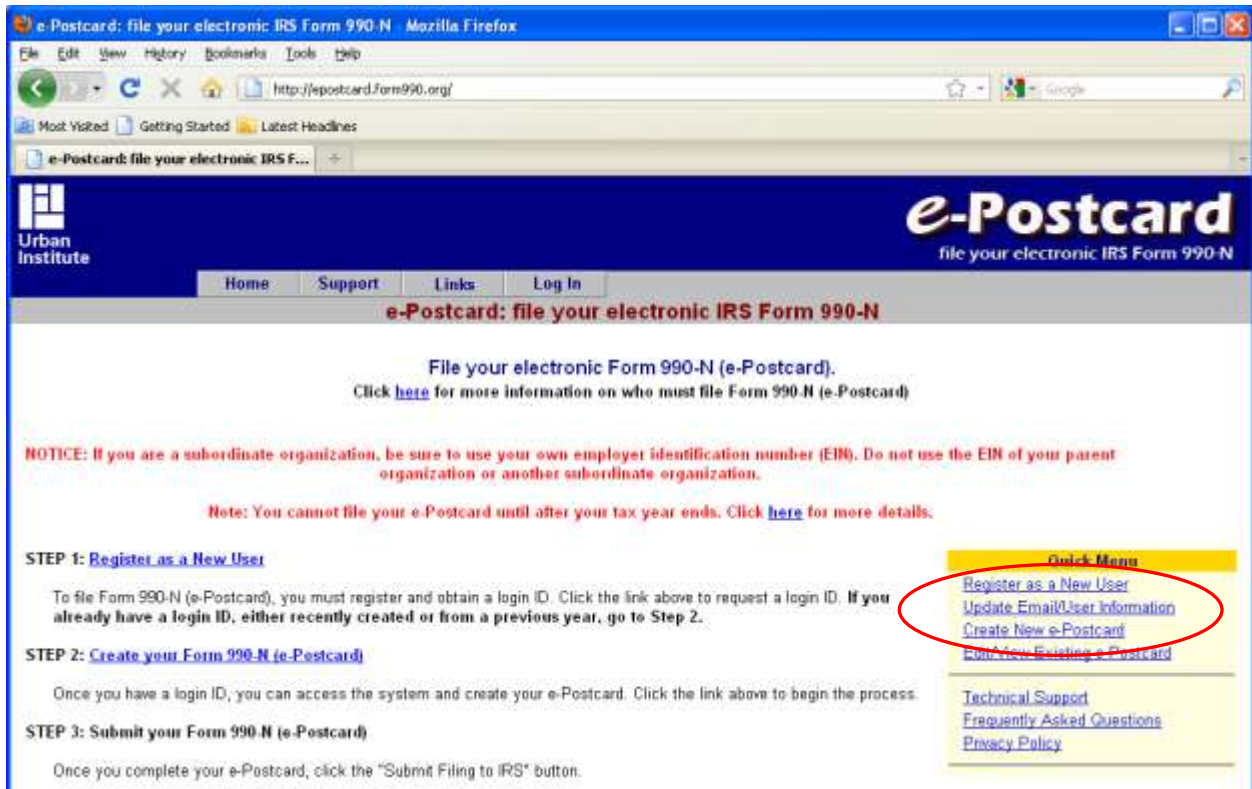 e-Postcard: file your electronic IRS Form 990-N - Mozilla Firefox
File Edit View History Bookmarks Tools Help
http://epostcard.form990.org/
Google
Most Visited Getting Started Latest Headlines
e-Postcard: file your electronic IRS F...
Urban
Institute
e-Postcard
file your electronic IRS Form 990-N
Home Support Links Log In
e-Postcard: file your electronic IRS Form 990-N
File your electronic Form 990-N (e-Postcard).
Click here for more information on who must file Form 990-N (e-Postcard)
NOTICE: If you are a subordinate organization, be sure to use your own employer identification number (EIN). Do not use the EIN of your parent
organization or another subordinate organization.
Note: You cannot file your e-Postcard until after your tax year ends. Click here for more details.
STEP 1: Register as a New User
To file Form 990-N (e-Postcard), you must register and obtain a login ID. Click the link above to request a login ID. If you
already have a login ID, either recently created or from a previous year, go to Step 2.
STEP 2: Create your Form 990-N (e-Postcard)
Once you have a login ID, you can access the system and create your e-Postcard. Click the link above to begin the process.
STEP 3: Submit your Form 990-N (e-Postcard)
Once you complete your e-Postcard, click the "Submit Filing to IRS" button.
Quick Menu
Register as a New User
Update Email/User Information
Create New e-Postcard
Edit/View Existing e-Postcard
Technical Support
Frequently Asked Questions
Privacy Policy